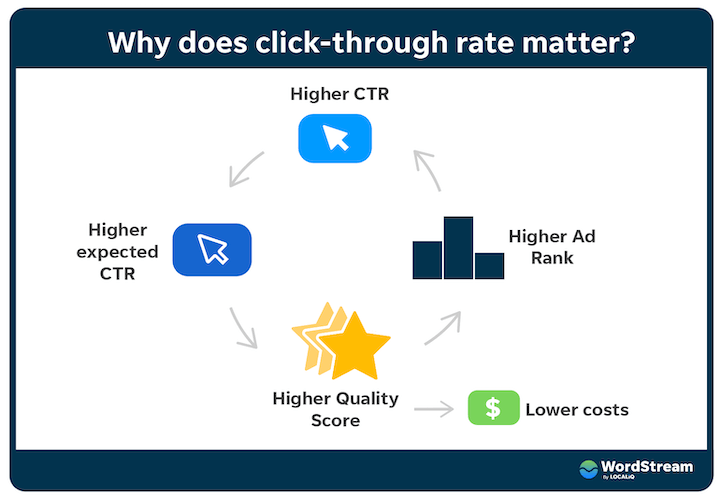 Why does click-through rate matter?
Higher CTR
Higher
expected
CTR
Higher Ad
Rank
Higher Quality
Score
$
Lower costs
WordStream
By LOCALiQ